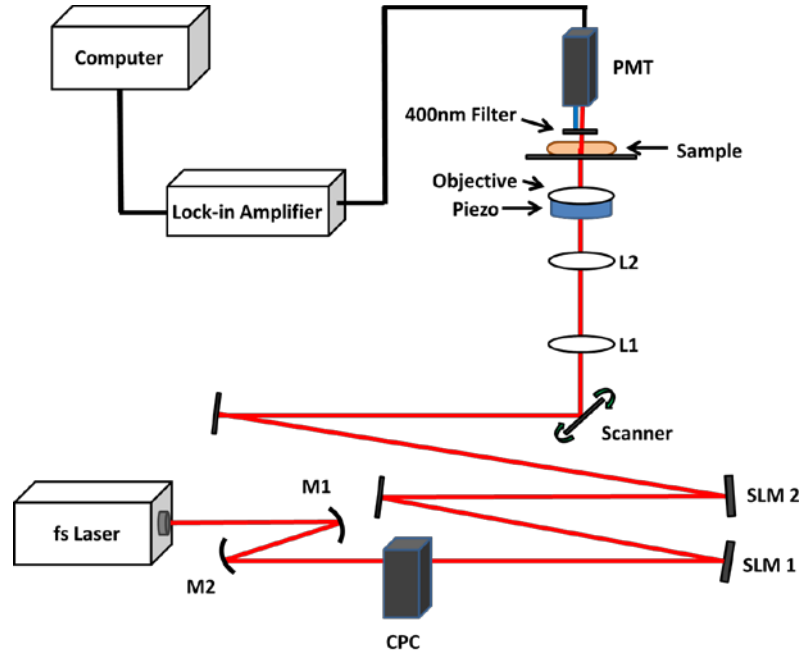 Computer
PMT
400nm Filter
Sample
Objective
Lock-in Amplifier
Piezo
L2
L1
Scanner
M1
SLM 2
fs Laser
M2
SLM 1
CPC